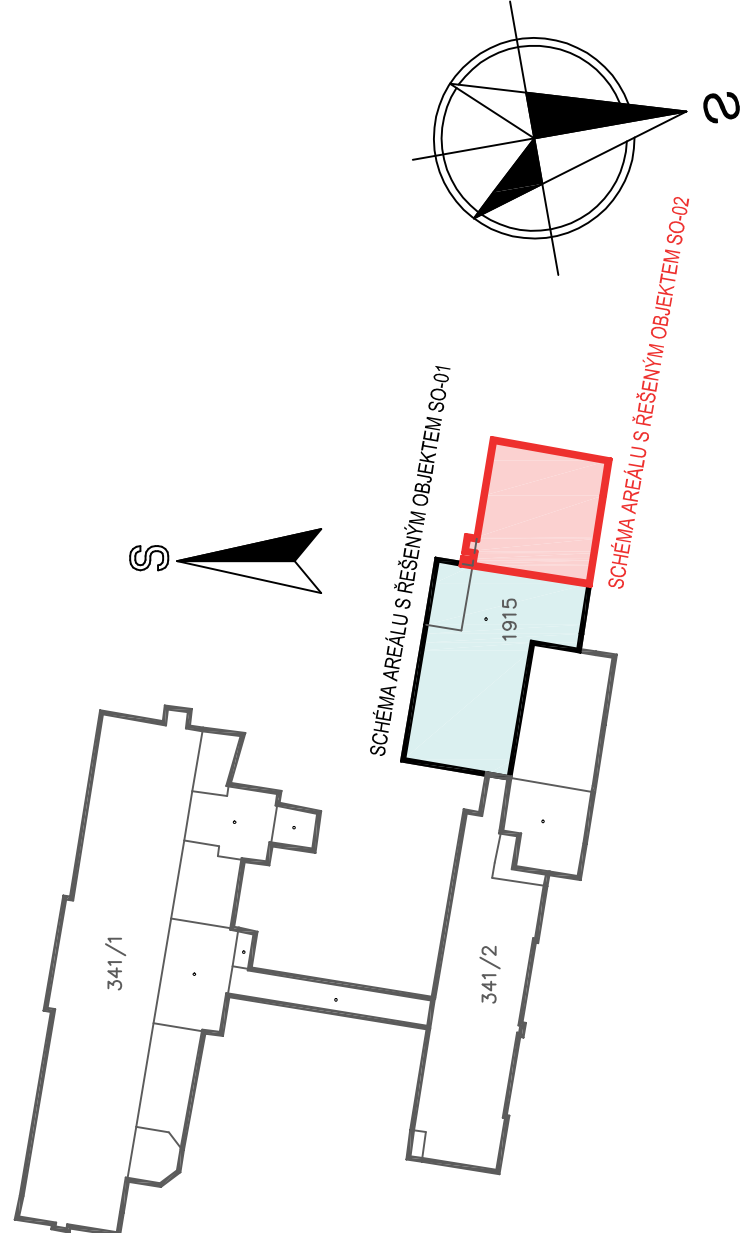 S
SCHÉMA AREÁLU S ŘEŠENÝM OBJEKTEM SO-02
SCHÉMA AREÁLU S ŘEŠENÝM OBJEKTEM SO-01
S
1915
341/1
341/2